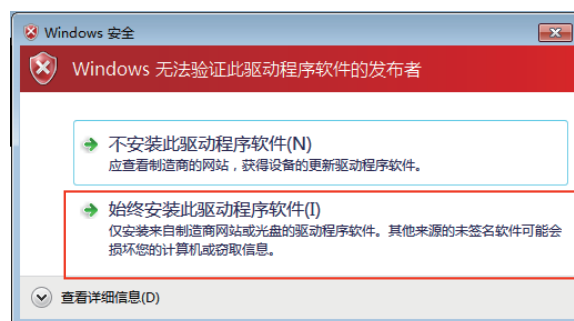 Windows 安全
Windows 无法验证此驱动程序软件的发布者
不安装此驱动程序软件(N)
应查看制造商的网站，获得设备的更新驱动程序软件。
始终安装此驱动程序软件(I)
仅安装来自制造商网站或光盘的驱动程序软件。其他来源的未签名软件可能会
损坏您的计算机或窃取信息。
查看详细信息(D)